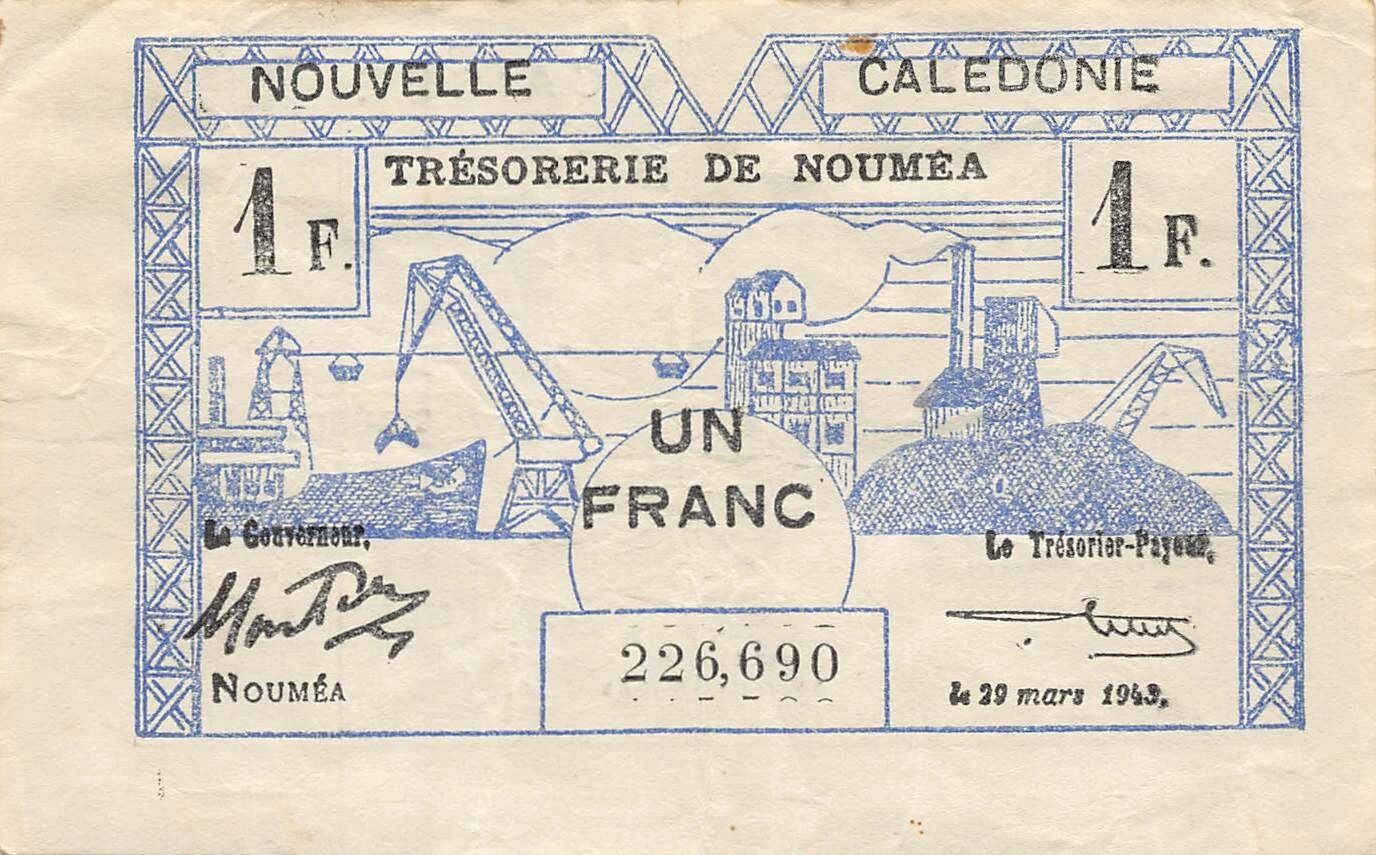 NOUVELLE CALEDONIE
TRÉSORERIE DE NOUMÉA
1 F.
1 F.
UN
FRANC
Le Gouverneur,
Le Trésorier-Payeur,
NOUMÉA
226,690
le 29 mars 1943.